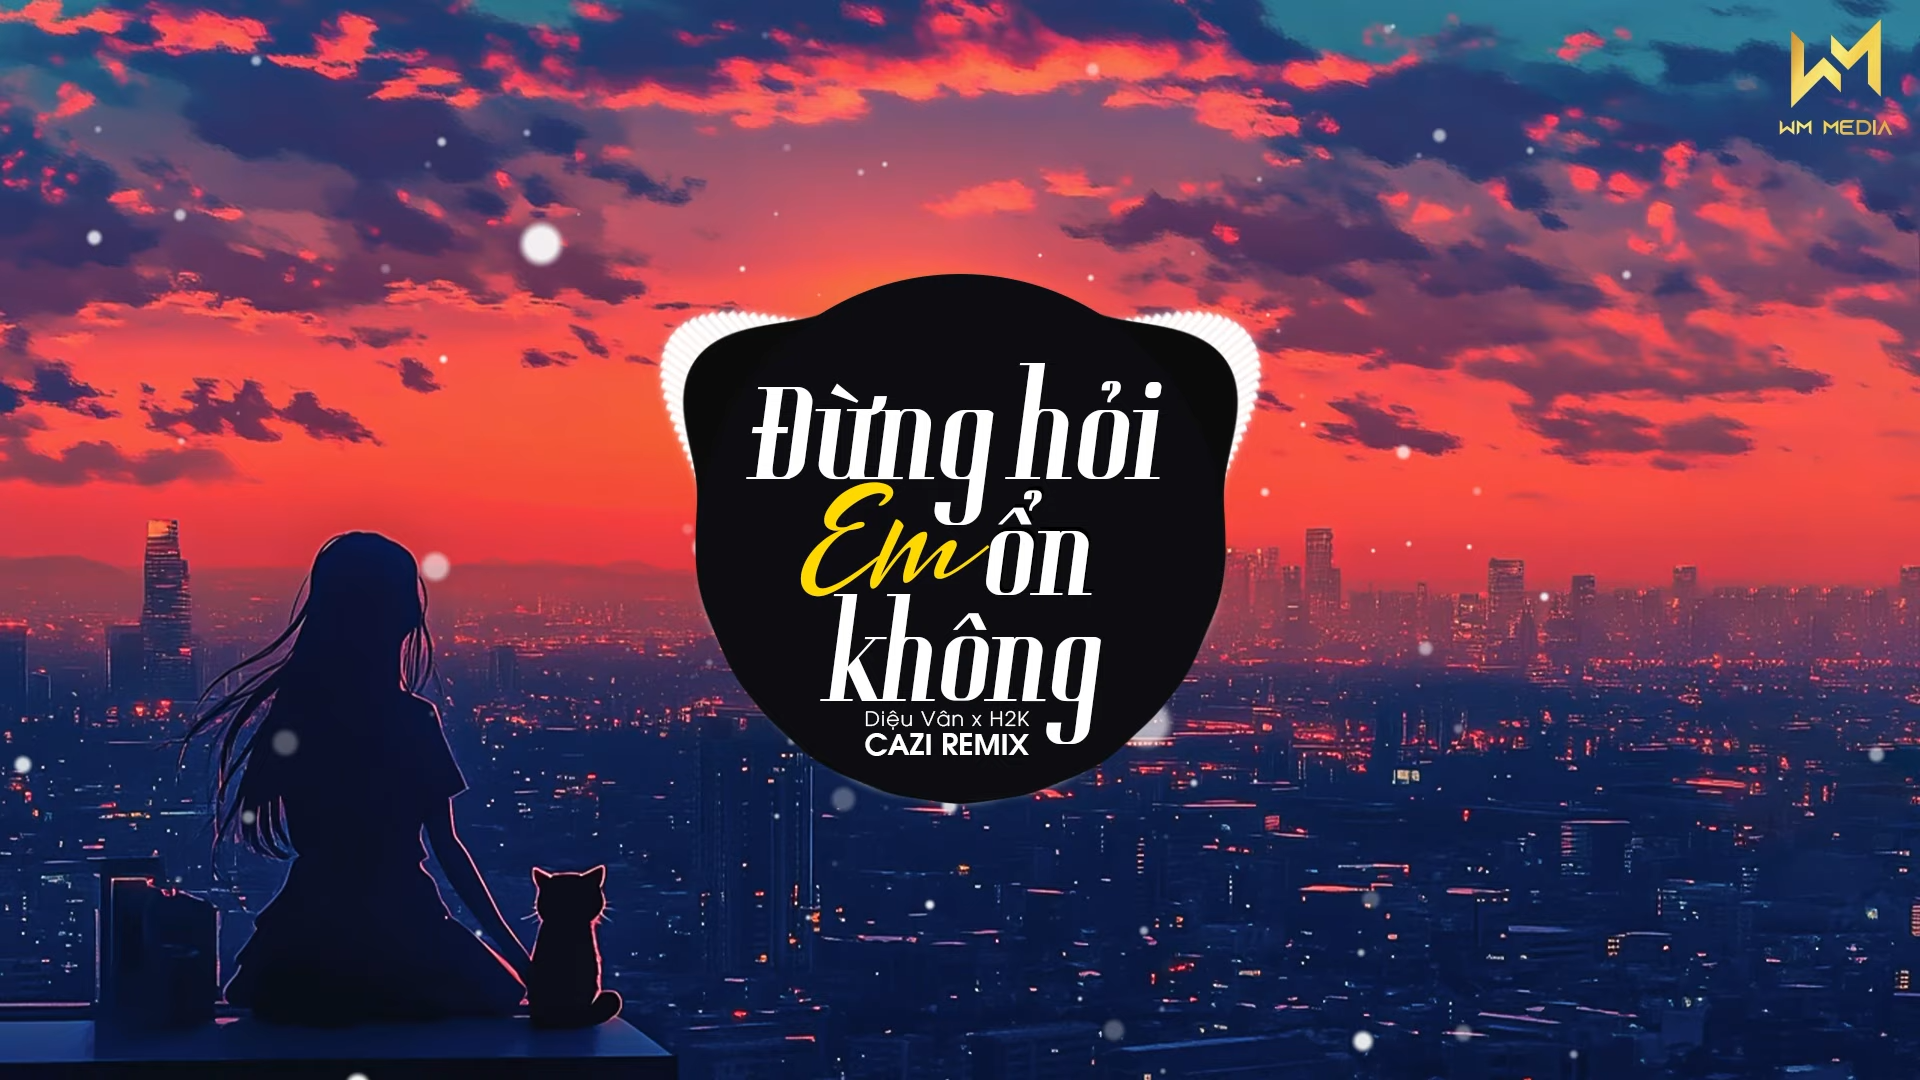 WM MEDIA
Đừng hỏi
Em ổn
không
Diệu Vân x H2K
CAZI REMIX